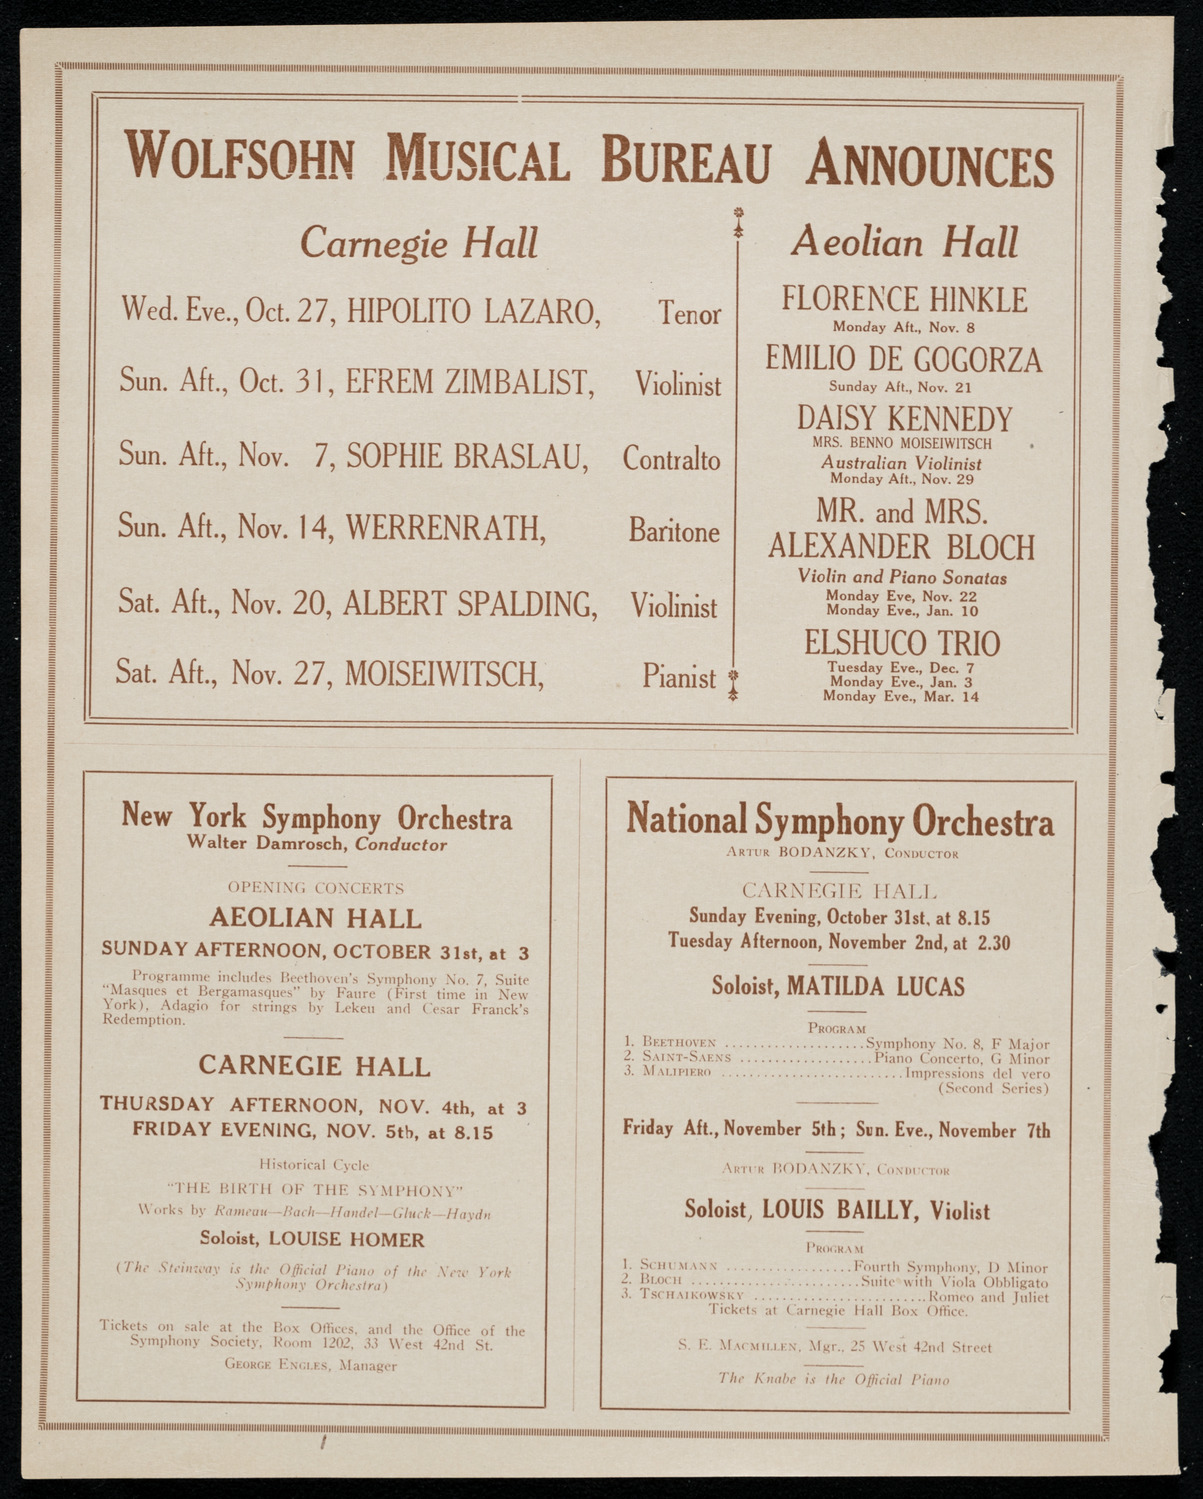 WOLFSOHN MUSICAL BUREAU ANNOUNCES
Carnegie Hall
Wed. Eve., Oct. 27, HIPOLITO LAZARO, Tenor
Sun. Aft., Oct. 31, EFREM ZIMBALIST, Violinist
Sun. Aft., Nov. 7, SOPHIE BRASLAU, Contralto
Sun. Aft., Nov. 14, WERRENRATH, Baritone
Sat. Aft., Nov. 20, ALBERT SPALDING, Violinist
Sat. Aft., Nov. 27, MOISEIWITSCH, Pianist
Aeolian Hall
FLORENCE HINKLE
Monday Aft., Nov. 8
EMILIO DE GOGORZA
Sunday Aft., Nov. 21
DAISY KENNEDY
MRS. BENNO MOISEIWITSCH
Australian Violinist
Monday Aft., Nov. 29
MR. and MRS.
ALEXANDER BLOCH
Violin and Piano Sonatas
Monday Eve, Nov. 22
Monday Eve., Jan. 10
ELSHUCO TRIO
Tuesday Eve., Dec. 7
Monday Eve., Jan. 3
Monday Eve., Mar. 14
New York Symphony Orchestra
Walter Damrosch, Conductor
OPENING CONCERTS
AEOLIAN HALL
SUNDAY AFTERNOON, OCTOBER 31st, at 3
Programme includes Beethoven's Symphony No. 7, Suite
"Masques et Bergamasques" by Faure (First time in New
York), Adagio for strings by Lekeu and Cesar Franck's
Redemption.
CARNEGIE HALL
THURSDAY AFTERNOON, NOV. 4th, at 3
FRIDAY EVENING, NOV. 5th, at 8.15
Historical Cycle
"THE BIRTH OF THE SYMPHONY"
Works by Rameau—Bach—Handel—Gluck—Haydn
Soloist, LOUISE HOMER
(The Steinway is the Official Piano of the New York
Symphony Orchestra)
Tickets on sale at the Box Offices, and the Office of the
Symphony Society, Room 1202, 33 West 42nd St.
GEORGE ENGLES, Manager
National Symphony Orchestra
ARTUR BODANZKY, CONDUCTOR
CARNEGIE HALL
Sunday Evening, October 31st, at 8.15
Tuesday Afternoon, November 2nd, at 2.30
Soloist, MATILDA LUCAS
PROGRAM
1. BEETHOVEN ....................Symphony No. 8, F Major
2. SAINT-SAENS ...................Piano Concerto, G Minor
3. MALIPIERO ..........................Impressions del vero
(Second Series)
Friday Aft., November 5th; Sun. Eve., November 7th
ARTUR BODANZKY, CONDUCTOR
Soloist, LOUIS BAILLY, Violist
PROGRAM
1. SCHUMANN ..................Fourth Symphony, D Minor
2. BLOCH ........................Suite with Viola Obbligato
3. TSCHAIKOWSKY .........................Romeo and Juliet
Tickets at Carnegie Hall Box Office.
S. E. MACMILLEN, Mgr., 25 West 42nd Street
The Knabe is the Official Piano